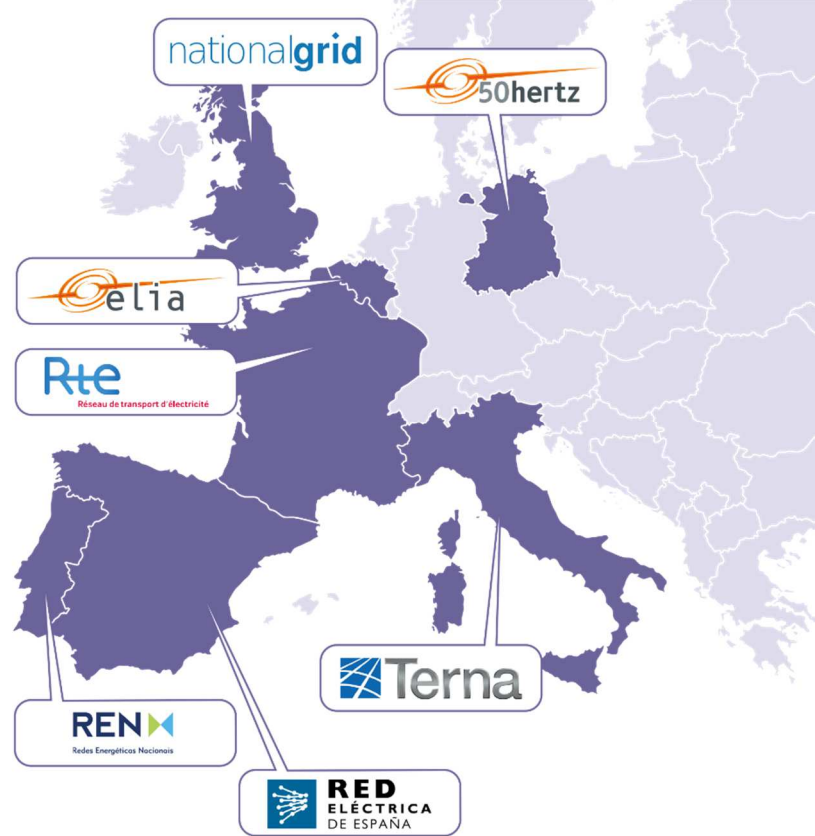 nationalgrid
50hertz
elia
Rte
Réseau de transport d'électricité
Terna
REN
Redes Energéticas Nacionais
RED
ELÉCTRICA
DE ESPAÑA